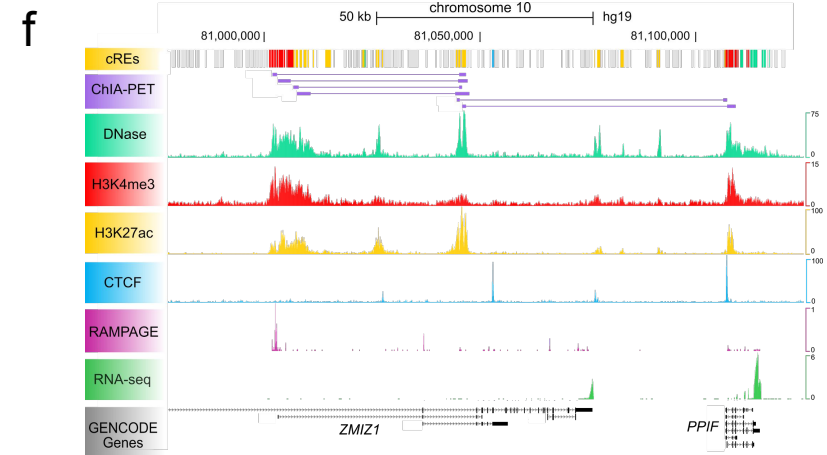 f
chromosome 10
50 kb hg19
81,000,000 81,050,000 81,100,000
cREs
ChIA-PET
75
DNase
0
15
H3K4me3
0
100
H3K27ac
0
100
CTCF
0
1
RAMPAGE
0
6
RNA-seq
0
GENCODE
Genes
ZMIZ1 PPIF